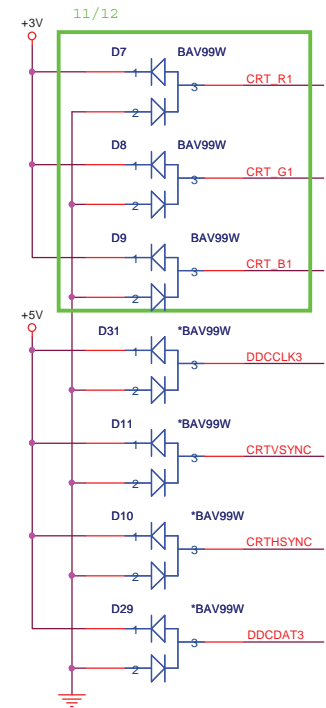 11/12
+3V
D7 BAV99W
1
3 CRT_R1
2
D8 BAV99W
1
3 CRT_G1
2
D9 BAV99W
1
3 CRT_B1
2
+5V
D31 *BAV99W
1
3 DDCCLK3
2
D11 *BAV99W
1
3 CRTVSYNC
2
D10 *BAV99W
1
3 CRTHSYNC
2
D29 *BAV99W
1
3 DDCDAT3
2